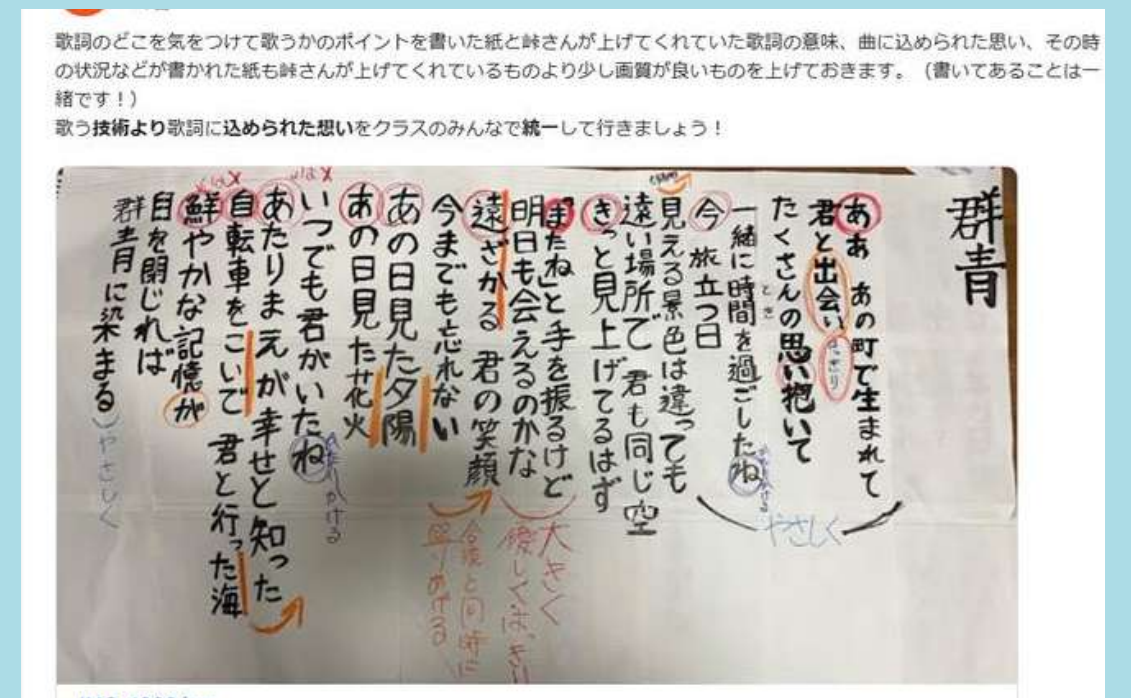 歌詞のどこを気をつけて歌うかのポイントを書いた紙と峠さんが上げてくれていた歌詞の意味、曲に込められた思い、その時
の状況などが書かれた紙も峠さんが上げてくれているものより少し画質が良いものを上げておきます。（書いてあることは一
緒です！）
歌う技術より歌詞に込められた想いをクラスのみんなで統一して行きましょう！
群青
ああ あの町で生まれて
君と出会い
はっきり
たくさんの思い抱いて
一緒に時間を過ごしたね
とき
やさしく
今 旅立つ日
見える景色は違っても
遠い場所で 君も同じ空
きっと見上げてるはず
「またね」と手を振るけど
大きく
明日も会えるのかな
優しくはっきり
遠ざかる 君の笑顔
今までも忘れない
あの日見た夕陽
あの日見た花火
いつでも君がいたね
あたりまえが幸せと知った
自転車をこいで 君と行った海
鮮やかな記憶が
目を閉じれば
群青に染まる
やさしく